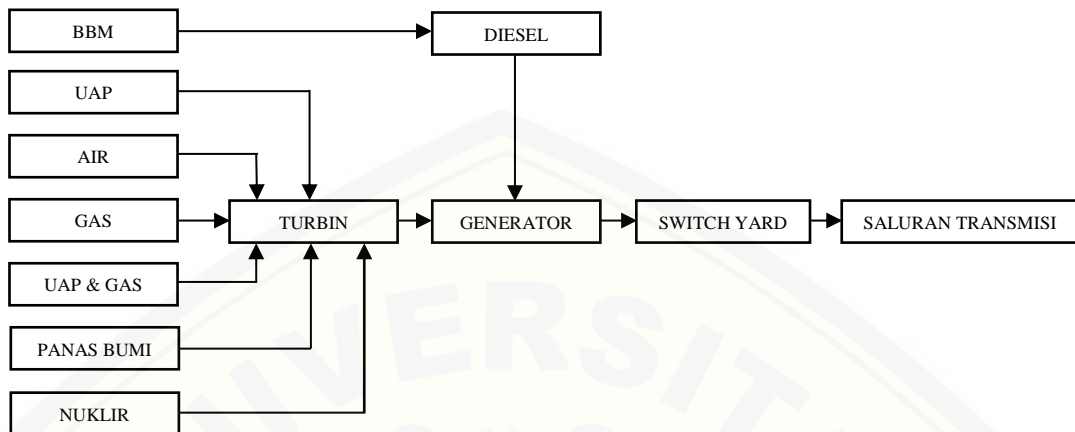 BBM
DIESEL
UAP
AIR
GAS
TURBIN
GENERATOR
SWITCH YARD
SALURAN TRANSMISI
UAP & GAS
PANAS BUMI
NUKLIR